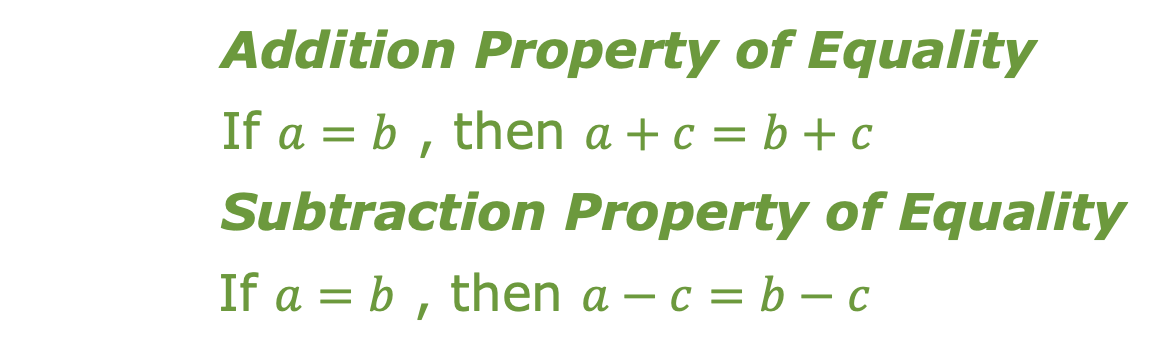 Addition Property of Equality
If a = b , then a + c = b + c
Subtraction Property of Equality
If a = b , then a − c = b − c